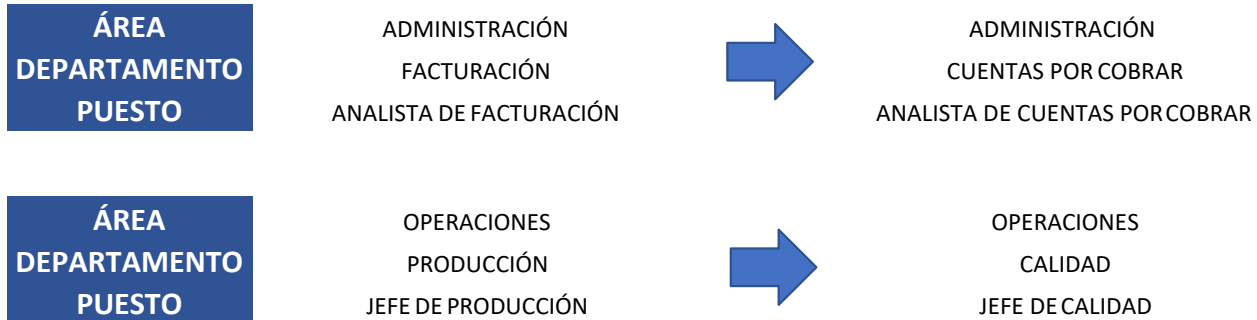 ÁREA ADMINISTRACIÓN ADMINISTRACIÓN
DEPARTAMENTO FACTURACIÓN CUENTAS POR COBRAR
PUESTO ANALISTA DE FACTURACIÓN ANALISTA DE CUENTAS POR COBRAR
ÁREA OPERACIONES OPERACIONES
DEPARTAMENTO PRODUCCIÓN CALIDAD
PUESTO JEFE DE PRODUCCIÓN JEFE DE CALIDAD